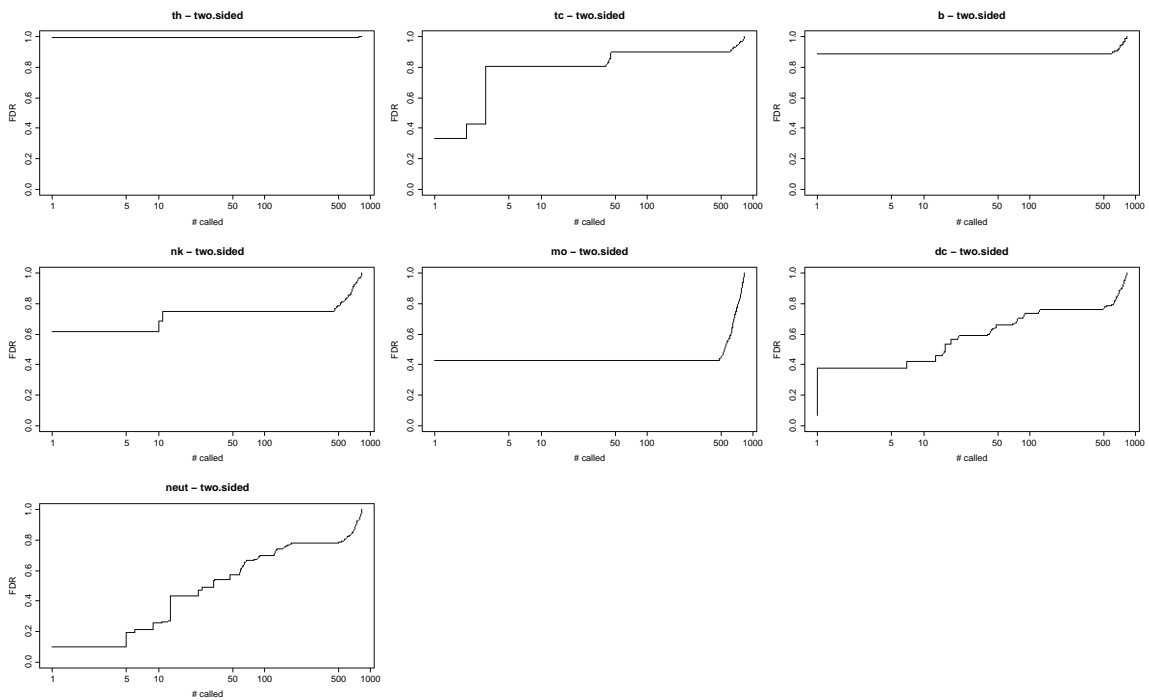 th – two.sided
FDR
0.0 0.2 0.4 0.6 0.8 1.0
1 5 10 50 100 500 1000
# called
tc – two.sided
FDR
0.0 0.2 0.4 0.6 0.8 1.0
1 5 10 50 100 500 1000
# called
b – two.sided
FDR
0.0 0.2 0.4 0.6 0.8 1.0
1 5 10 50 100 500 1000
# called
nk – two.sided
FDR
0.0 0.2 0.4 0.6 0.8 1.0
1 5 10 50 100 500 1000
# called
mo – two.sided
FDR
0.0 0.2 0.4 0.6 0.8 1.0
1 5 10 50 100 500 1000
# called
dc – two.sided
FDR
0.0 0.2 0.4 0.6 0.8 1.0
1 5 10 50 100 500 1000
# called
neut – two.sided
FDR
0.0 0.2 0.4 0.6 0.8 1.0
1 5 10 50 100 500 1000
# called